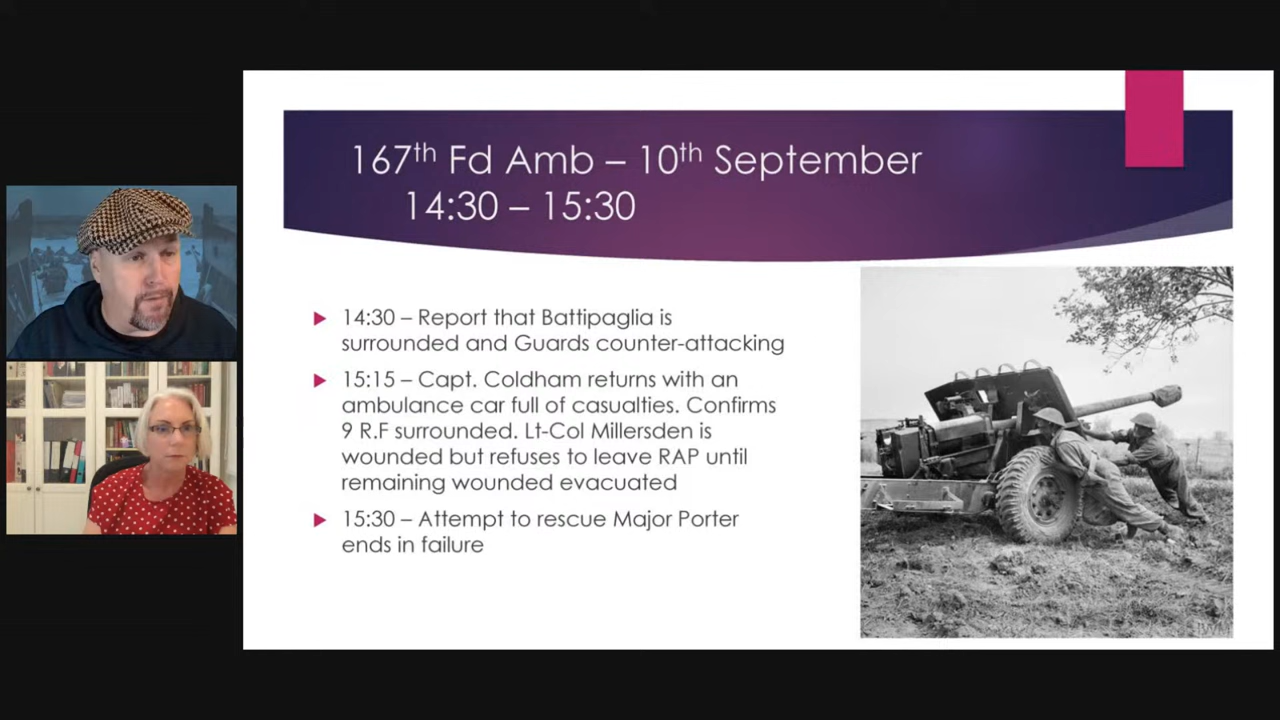 167th Fd Amb – 10th September
14:30 – 15:30
14:30 – Report that Battipaglia is
surrounded and Guards counter-attacking
15:15 – Capt. Coldham returns with an
ambulance car full of casualties. Confirms
9 R.F surrounded. Lt-Col Millersden is
wounded but refuses to leave RAP until
remaining wounded evacuated
15:30 – Attempt to rescue Major Porter
ends in failure
IWM